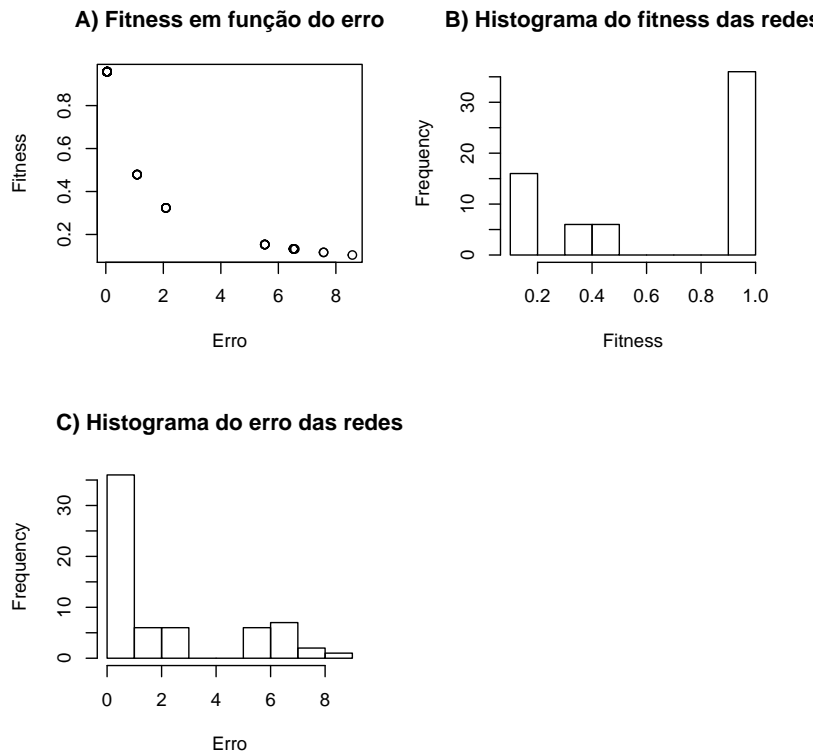 A) Fitness em função do erro
Fitness
0.2 0.4 0.6 0.8
0 2 4 6 8
Erro
B) Histograma do fitness das redes
Frequency
0 10 20 30
0.2 0.4 0.6 0.8 1.0
Fitness
C) Histograma do erro das redes
Frequency
0 10 20 30
0 2 4 6 8
Erro